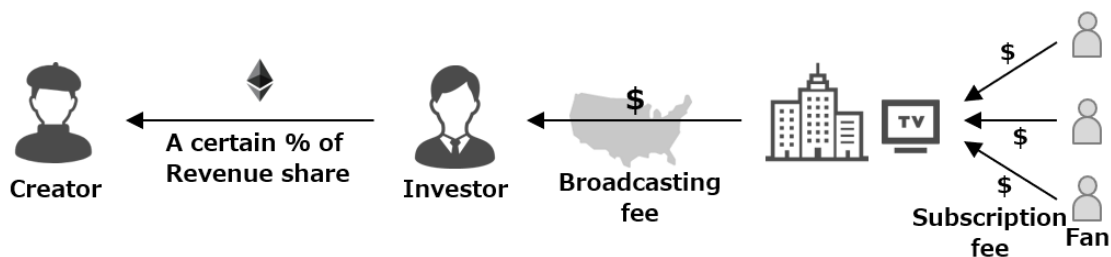 A certain % of
Revenue share
Creator
Investor
$
Broadcasting
fee
TV
$
$
$
Subscription
fee
Fan